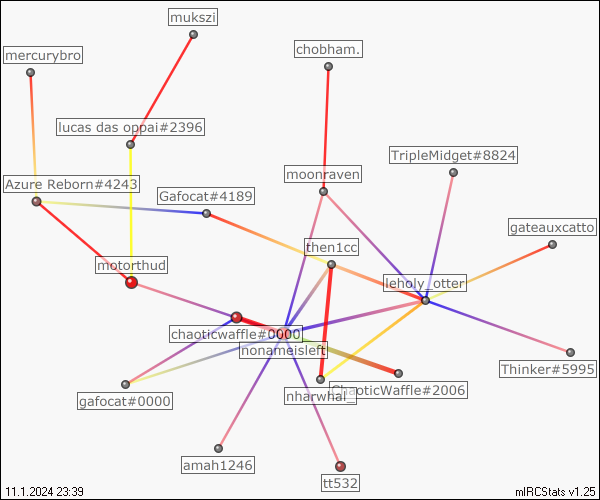 mukszi
mercurybro
chobham.
lucas das oppai#2396
TripleMidget#8824
moonraven
Azure Reborn#4243
Gafocat#4189
gateauxcatto
then1cc
motorthud
leholy_otter
chaoticwaffle#0000
nonameisleft
Thinker#5995
ChaoticWaffle#2006
nharwhal_
gafocat#0000
amah1246
tt532
11.1.2024 23:39
mIRCStats v1.25